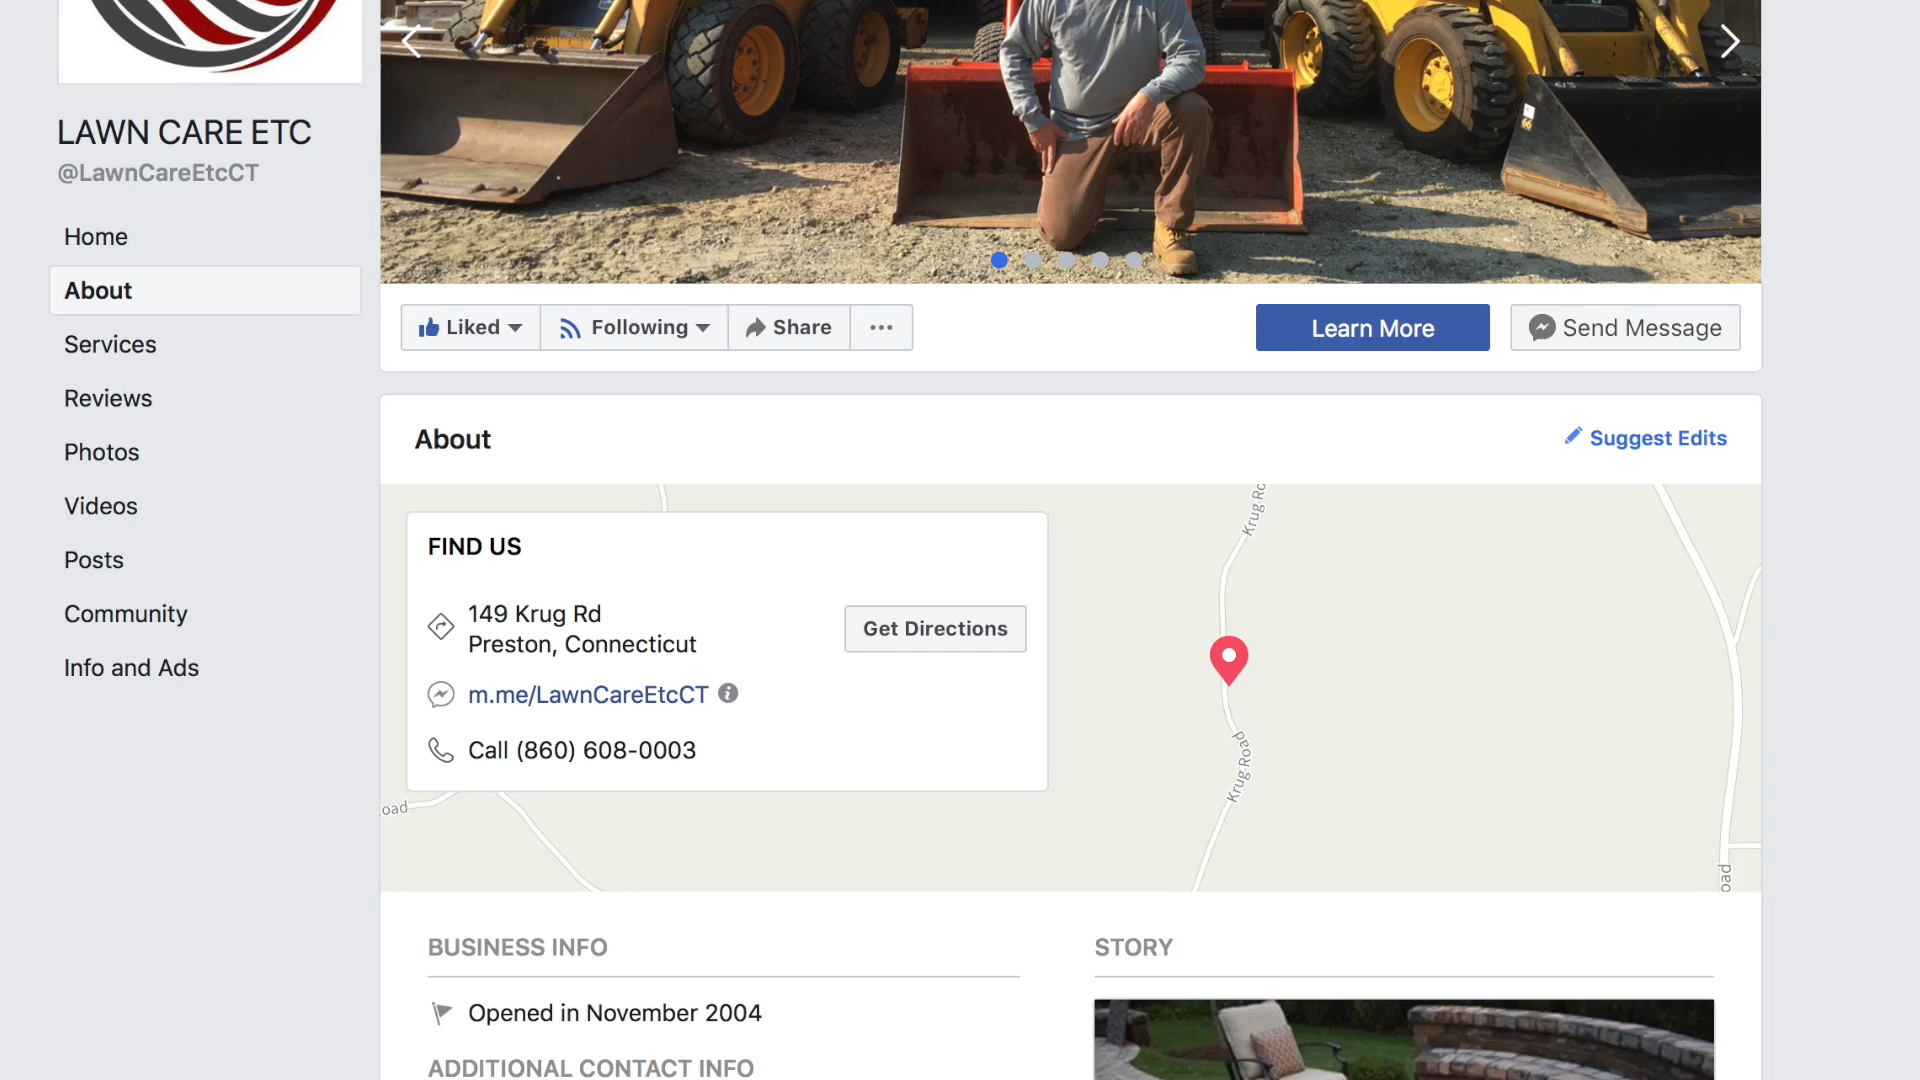 LAWN CARE ETC
@LawnCareEtcCT
Home
About
Services
Reviews
Photos
Videos
Posts
Community
Info and Ads
66
Liked
Following
Share
Learn More
Send Message
About
Suggest Edits
FIND US
149 Krug Rd
Preston, Connecticut
Get Directions
m.me/LawnCareEtcCT
Call (860) 608-0003
Krug Rd
Krug Road
oad
oad
BUSINESS INFO
Opened in November 2004
ADDITIONAL CONTACT INFO
STORY